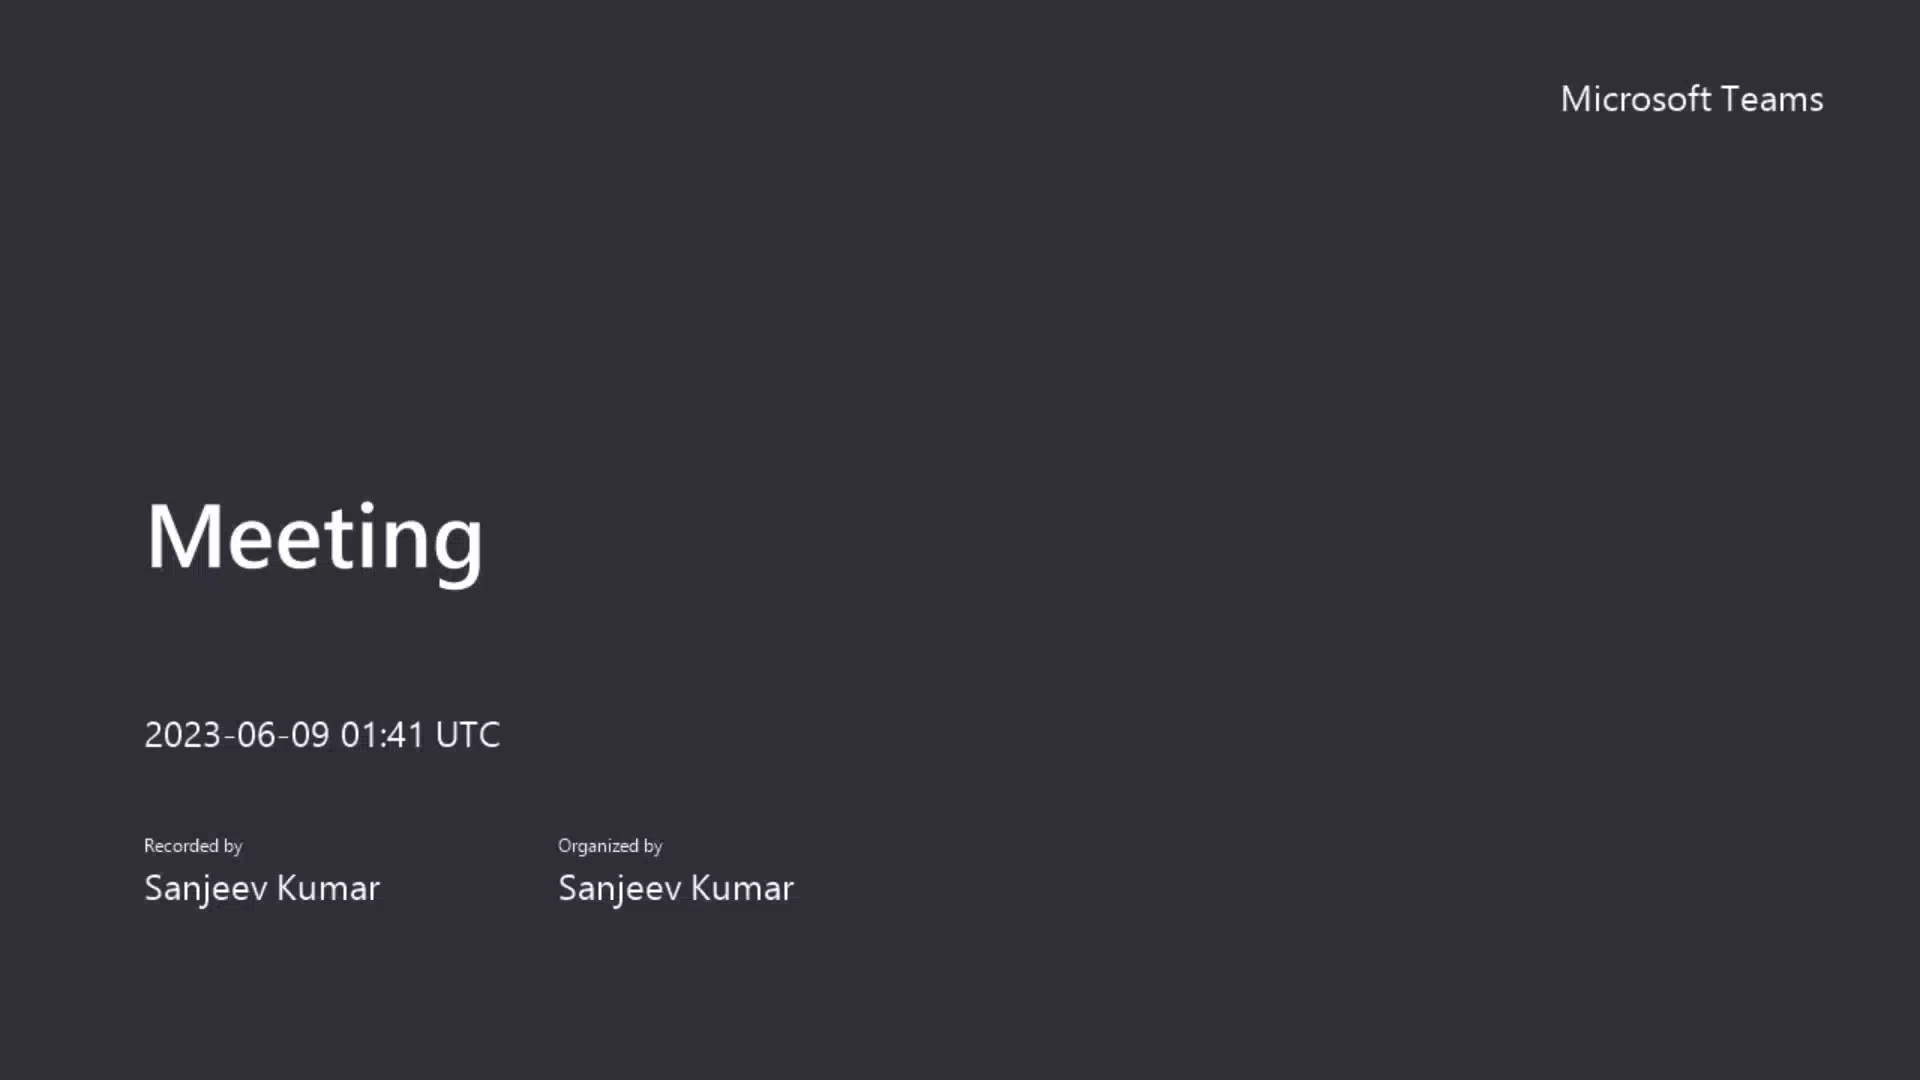 Microsoft Teams
Meeting
2023-06-09 01:41 UTC
Recorded by
Sanjeev Kumar
Organized by
Sanjeev Kumar